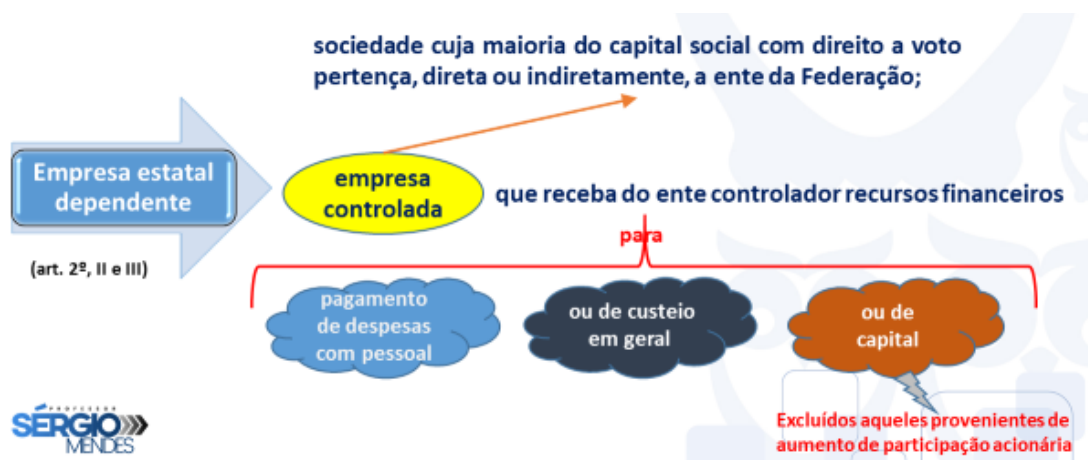 sociedade cuja maioria do capital social com direito a voto
pertença, direta ou indiretamente, a ente da Federação;
Empresa estatal
dependente
empresa
controlada
que receba do ente controlador recursos financeiros
para
(art. 2º, II e III)
pagamento
de despesas
com pessoal
ou de custeio
em geral
ou de
capital
Excluídos aqueles provenientes de
aumento de participação acionária
PROFESSOR
SÉRGIO
MENDES